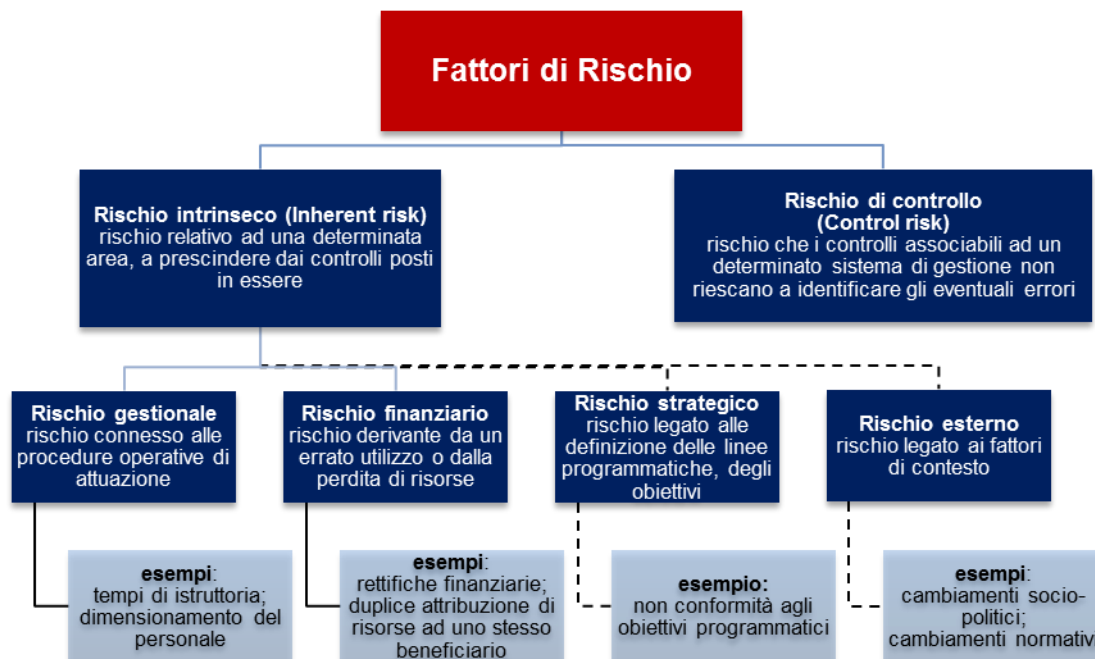 Fattori di Rischio
Rischio intrinseco (Inherent risk)
rischio relativo ad una determinata
area, a prescindere dai controlli posti
in essere
Rischio di controllo
(Control risk)
rischio che i controlli associabili ad un
determinato sistema di gestione non
riescano a identificare gli eventuali errori
Rischio gestionale
rischio connesso alle
procedure operative di
attuazione
Rischio finanziario
rischio derivante da un
errato utilizzo o dalla
perdita di risorse
Rischio strategico
rischio legato alle
definizione delle linee
programmatiche, degli
obiettivi
Rischio esterno
rischio legato ai fattori
di contesto
esempi:
tempi di istruttoria;
dimensionamento del
personale
esempi:
rettifiche finanziarie;
duplice attribuzione di
risorse ad uno stesso
beneficiario
esempio:
non conformità agli
obiettivi programmatici
esempi:
cambiamenti socio-
politici;
cambiamenti normativi